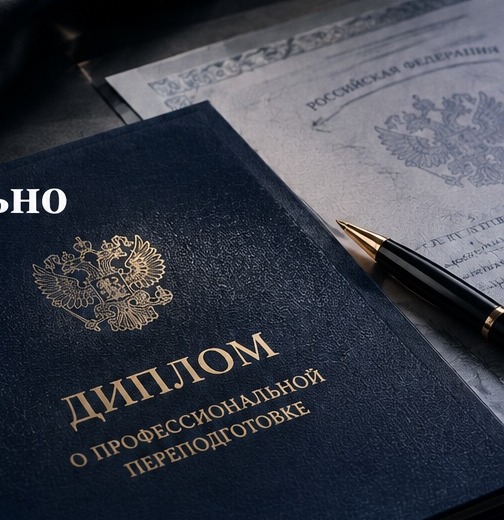 РОССИЙСКАЯ ФЕДЕРАЦИЯ
ьно
ДИПЛОМ
О ПРОФЕССИОНАЛЬНОЙ
ПЕРЕПОДГОТОВКЕ